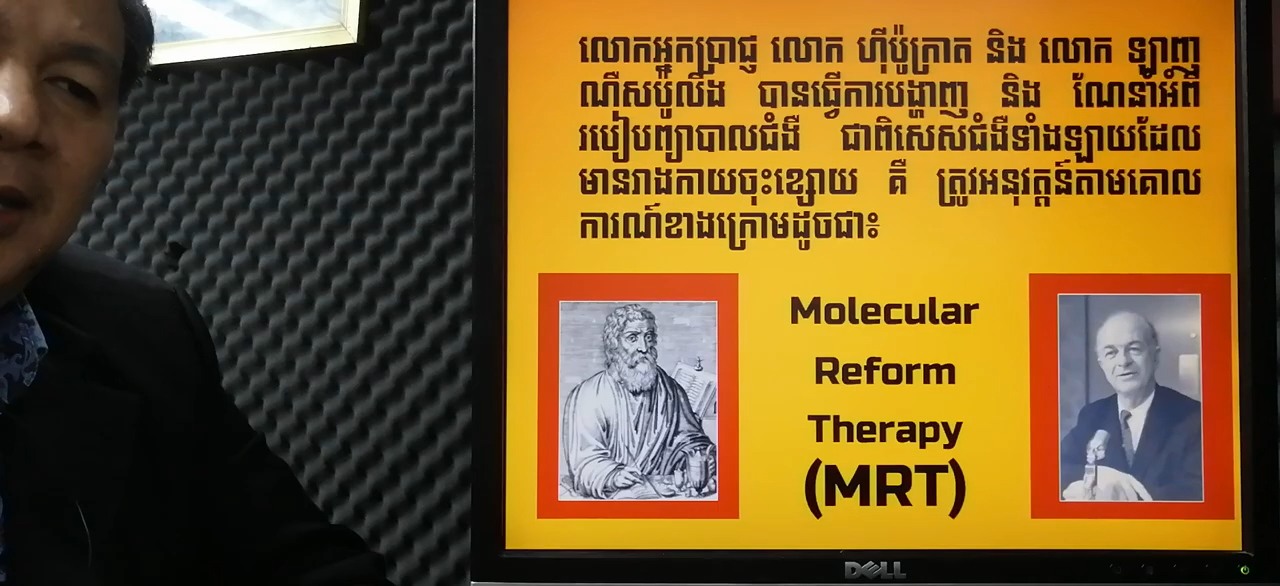 លោកអ្នកប្រាជ្ញ លោក ហ៊ីប៉ូក្រាត និង លោក ឡាញ
ណឺសប៉ូលីង បានធ្វើការបង្ហាញ និង ណែនាំអំពី
របៀបព្យាបាលជំងឺ ជាពិសេសជំងឺទាំងឡាយដែល
មានរាងកាយចុះខ្សោយ គឺ ត្រូវអនុវត្តន៍តាមគោល
ការណ៍ខាងក្រោមដូចជា៖
Molecular
Reform
Therapy
(MRT)
DELL